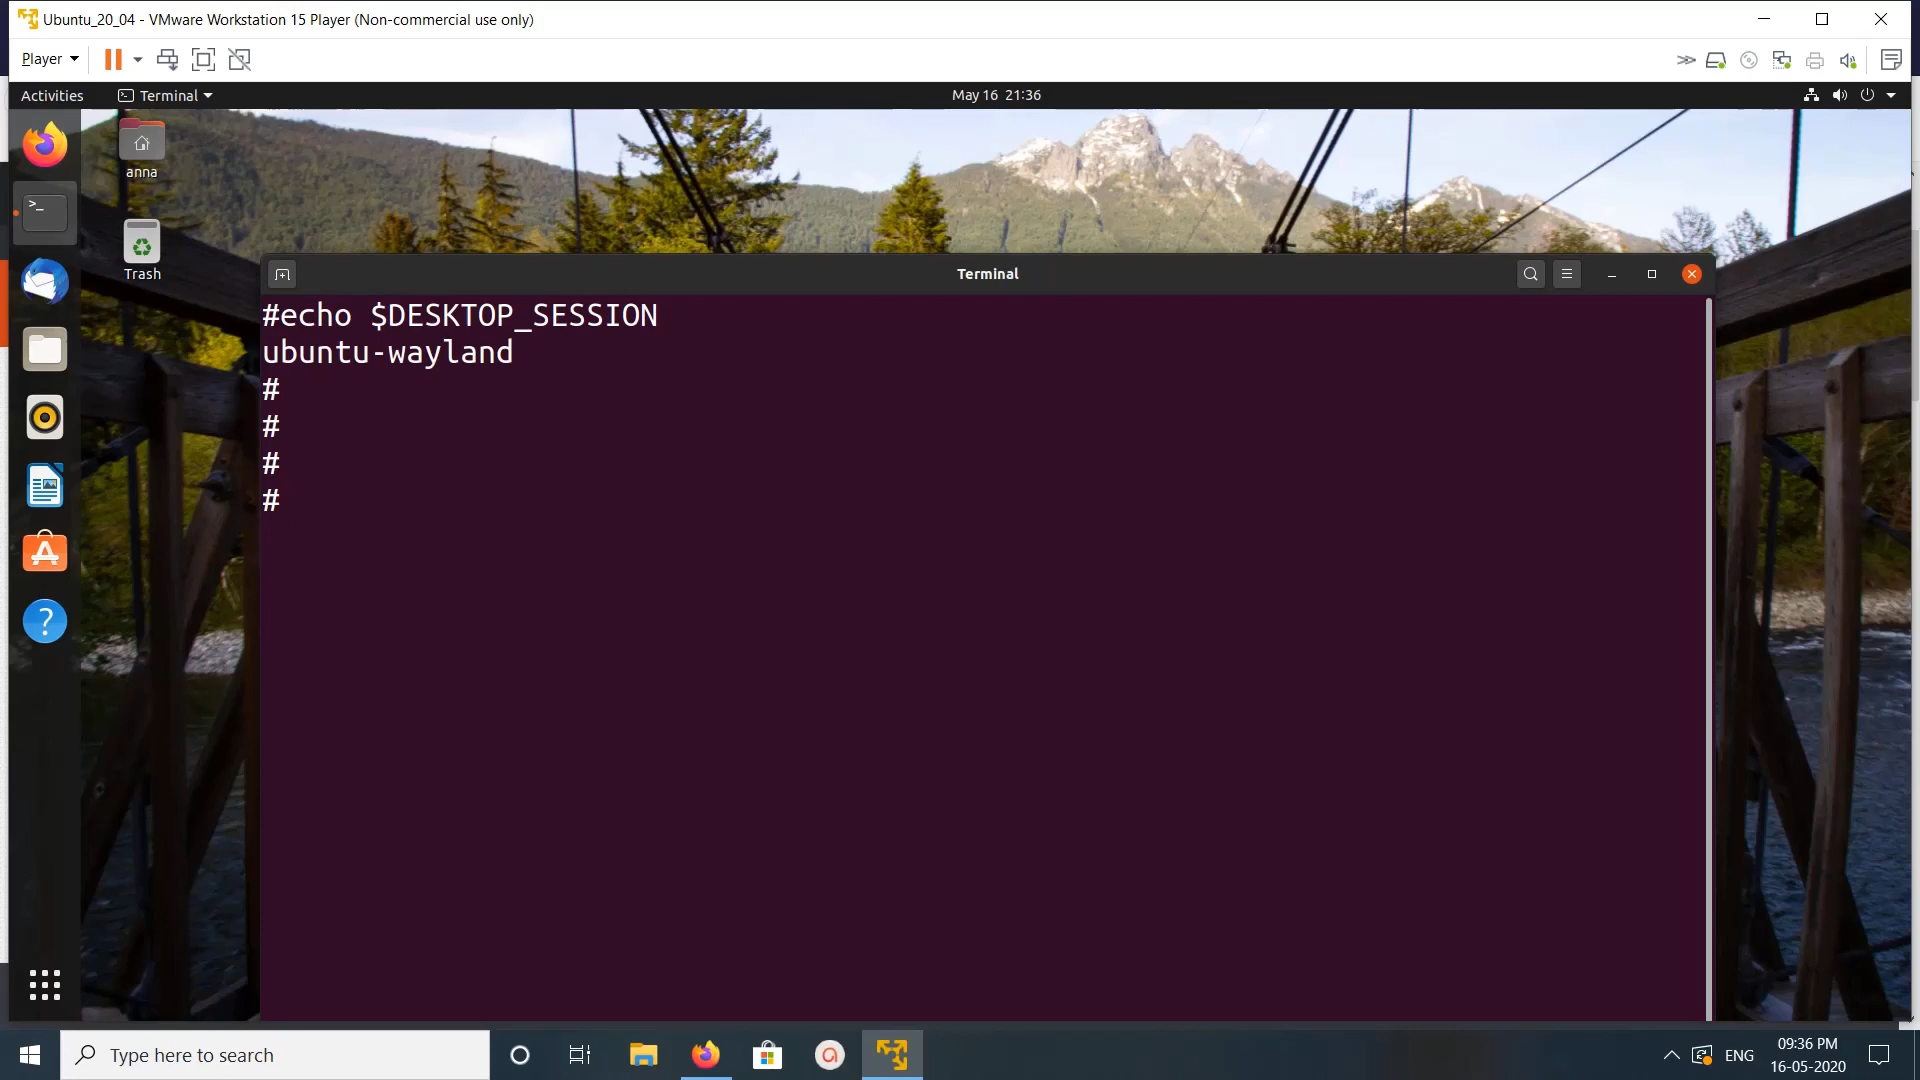 Ubuntu_20_04 - VMware Workstation 15 Player (Non-commercial use only)
Player
Activities
Terminal
May 16 21:36
anna
Trash
Terminal
#echo $DESKTOP_SESSION
ubuntu-wayland
#
#
#
#
Type here to search
ENG
09:36 PM
16-05-2020